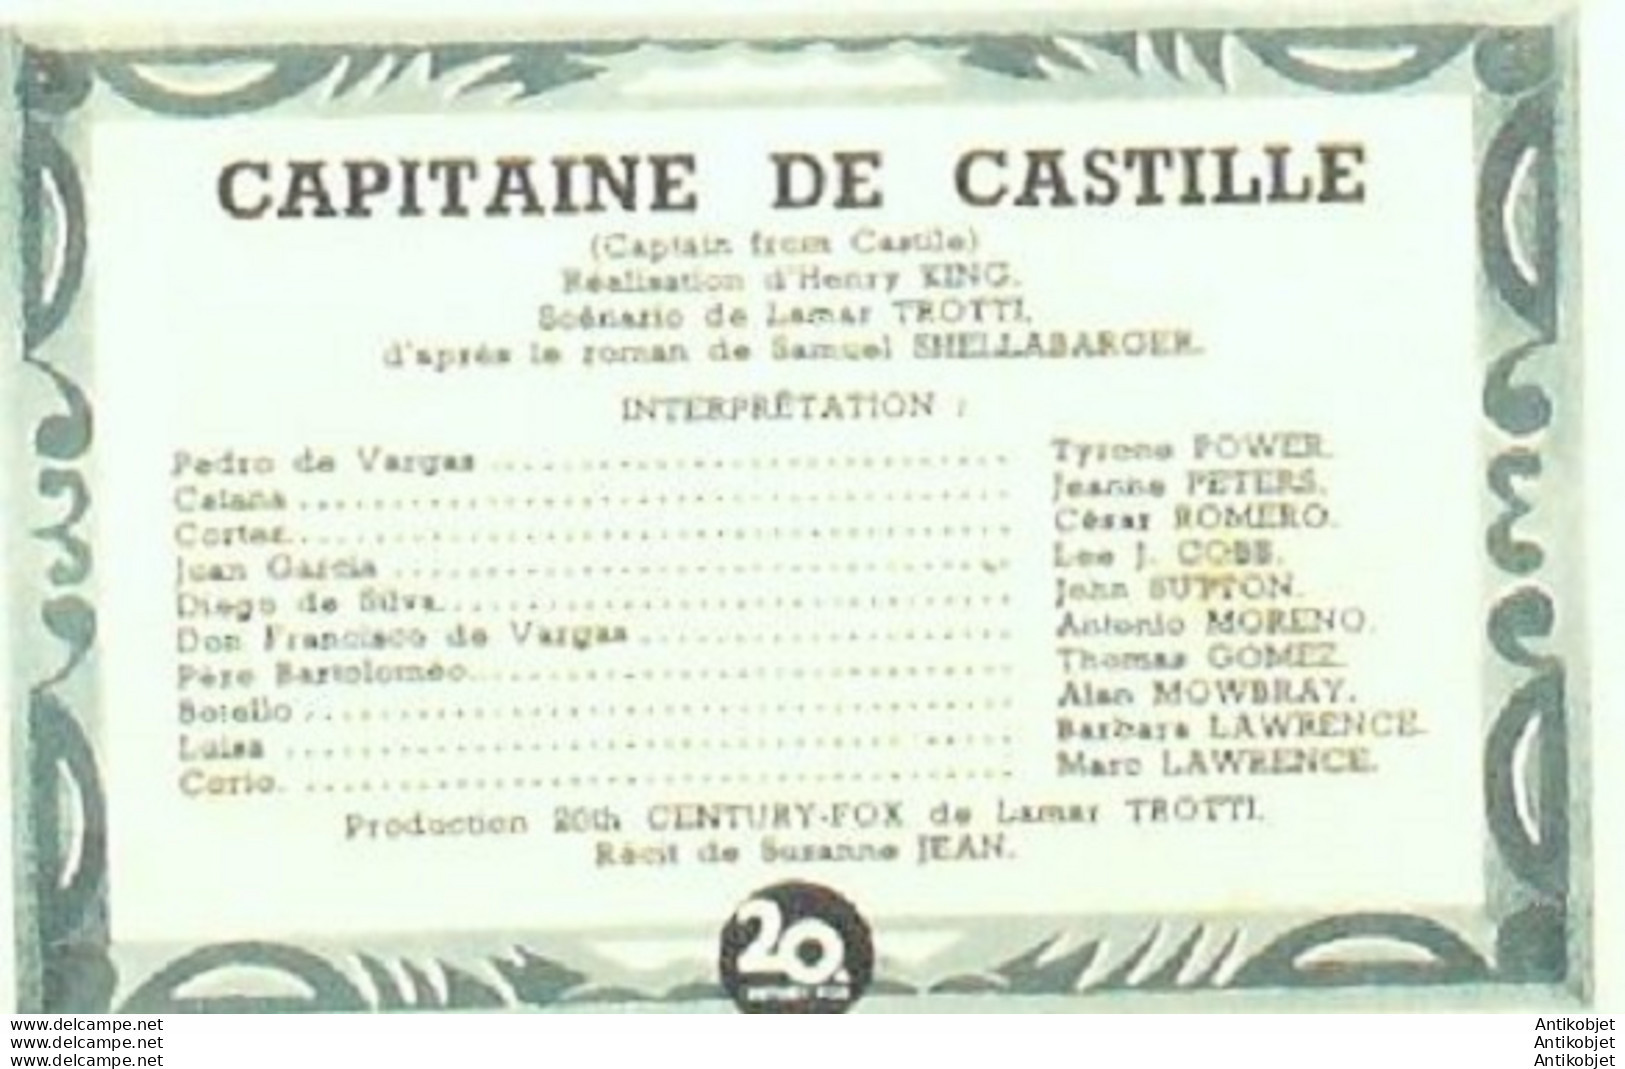 CAPITAINE DE CASTILLE
(Captain from Castile)
Réalisation d'Henry KING.
Scénario de Lamar TROTTI.
d'après le roman de Samuel SHELLABARGER.
INTERPRÉTATION :
Pedro de Vargas ........ Tyrone POWER.
Catana ........ Jeanne PETERS.
Cortez ........ César ROMERO.
Juan Garcia ........ Lee J. COBB.
Diego de Silva ........ John SUTTON.
Don Francisco de Vargas ........ Antonio MORENO.
Père Bartoloméo ........ Thomas GOMEZ.
Botello ........ Alan MOWBRAY.
Luisa ........ Barbara LAWRENCE.
Corio ........ Marc LAWRENCE.
Production 20th CENTURY-FOX de Lamar TROTTI.
Récit de Suzanne JEAN.
20
www.delcampe.net
www.delcampe.net
www.delcampe.net
Antikobjet
Antikobjet
Antikobjet